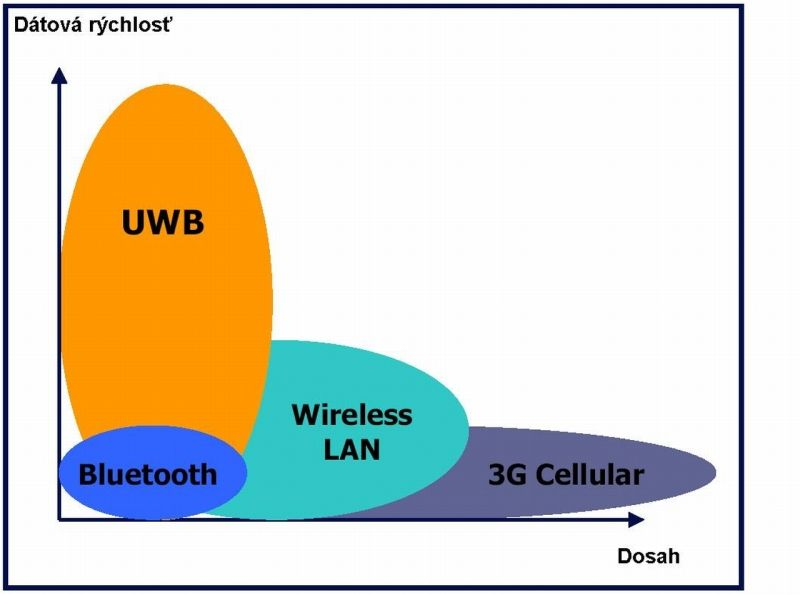 Dátová rýchlosť
UWB
Wireless
LAN
Bluetooth
3G Cellular
Dosah